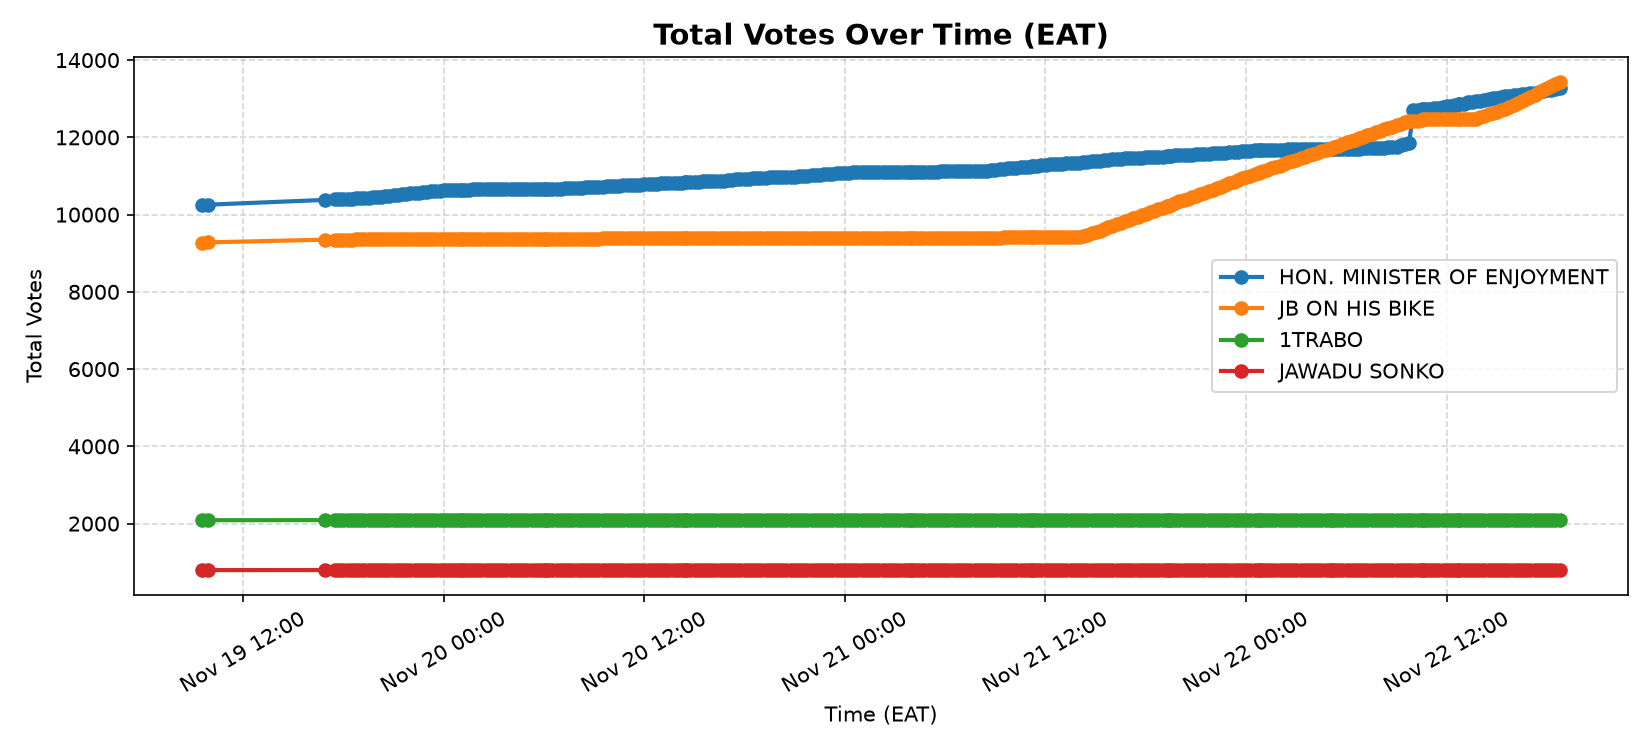 Total Votes Over Time (EAT)
14000
12000
10000
8000
6000
4000
2000
Total Votes
HON. MINISTER OF ENJOYMENT
JB ON HIS BIKE
1TRABO
JAWADU SONKO
Nov 19 12:00
Nov 20 00:00
Nov 20 12:00
Nov 21 00:00
Nov 21 12:00
Nov 22 00:00
Nov 22 12:00
Time (EAT)